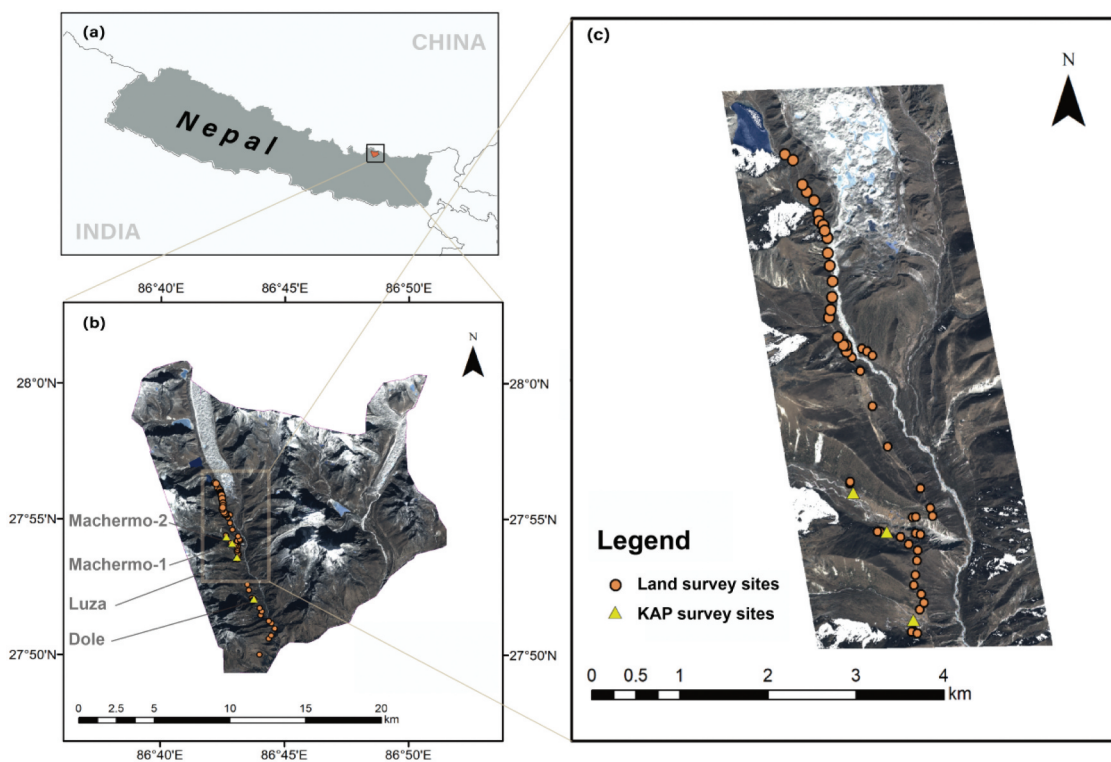 (a)
CHINA
Nepal
INDIA
86°40'E 86°45'E 86°50'E
(b)
N
28°0'N 28°0'N
Machermo-2
27°55'N 27°55'N
Machermo-1
Luza
Dole
27°50'N 27°50'N
0 2.5 5 10 15 20
km
86°40'E 86°45'E 86°50'E
(c)
N
Legend
Land survey sites
KAP survey sites
0 0.5 1 2 3 4
km